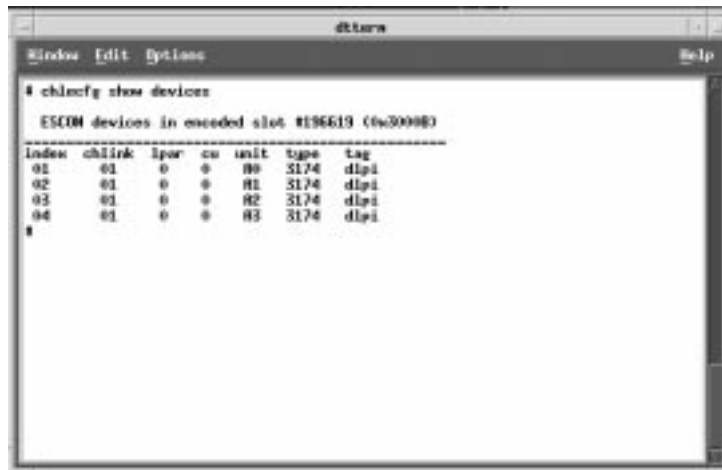 dtterm
Window Edit Options Help
# chlecfg show devices
ESCON devices in encoded slot #196619 (0x3000B)
index chlink lpar cu unit type tag
01 01 0 0 A0 3174 dlpi
02 01 0 0 A1 3174 dlpi
03 01 0 0 A2 3174 dlpi
04 01 0 0 A3 3174 dlpi
#